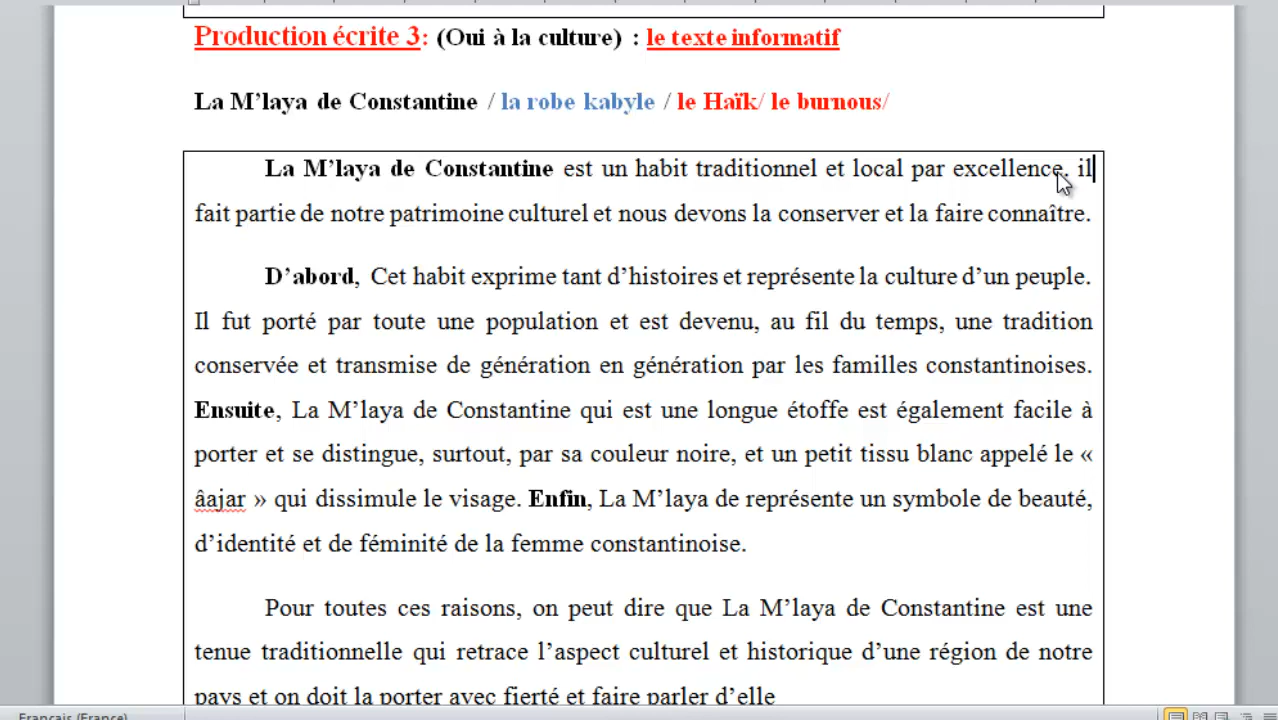 Production écrite 3: (Oui à la culture) : le texte informatif
La M’laya de Constantine / la robe kabyle / le Haïk/ le burnous/
La M’laya de Constantine est un habit traditionnel et local par excellence. il
fait partie de notre patrimoine culturel et nous devons la conserver et la faire connaître.
D’abord, Cet habit exprime tant d’histoires et représente la culture d’un peuple.
Il fut porté par toute une population et est devenu, au fil du temps, une tradition
conservée et transmise de génération en génération par les familles constantinoises.
Ensuite, La M’laya de Constantine qui est une longue étoffe est également facile à
porter et se distingue, surtout, par sa couleur noire, et un petit tissu blanc appelé le «
âajar » qui dissimule le visage. Enfin, La M’laya de représente un symbole de beauté,
d’identité et de féminité de la femme constantinoise.
Pour toutes ces raisons, on peut dire que La M’laya de Constantine est une
tenue traditionnelle qui retrace l’aspect culturel et historique d’une région de notre
pays et on doit la porter avec fierté et faire parler d’elle
Français (France)